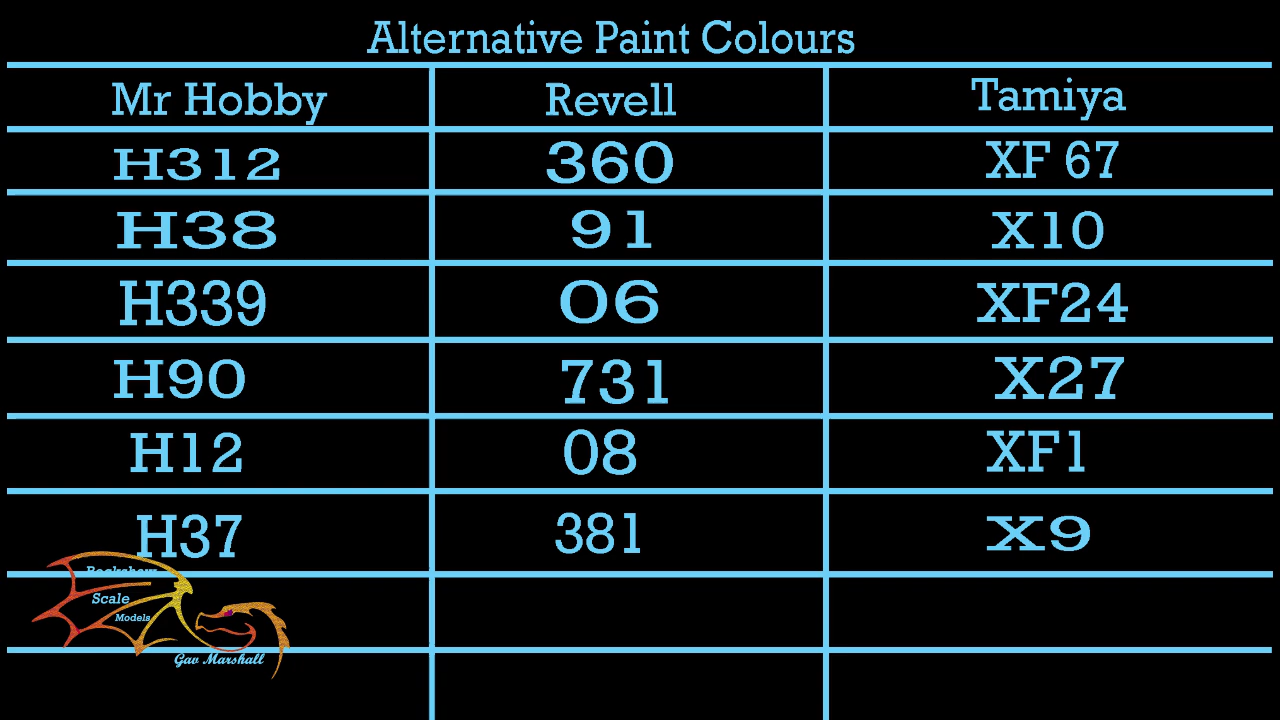 Alternative Paint Colours
Mr Hobby Revell Tamiya
H312 360 XF 67
H38 91 X10
H339 06 XF24
H90 731 X27
H12 08 XF1
H37 381 X9
Scale
Models
Gav Marshall